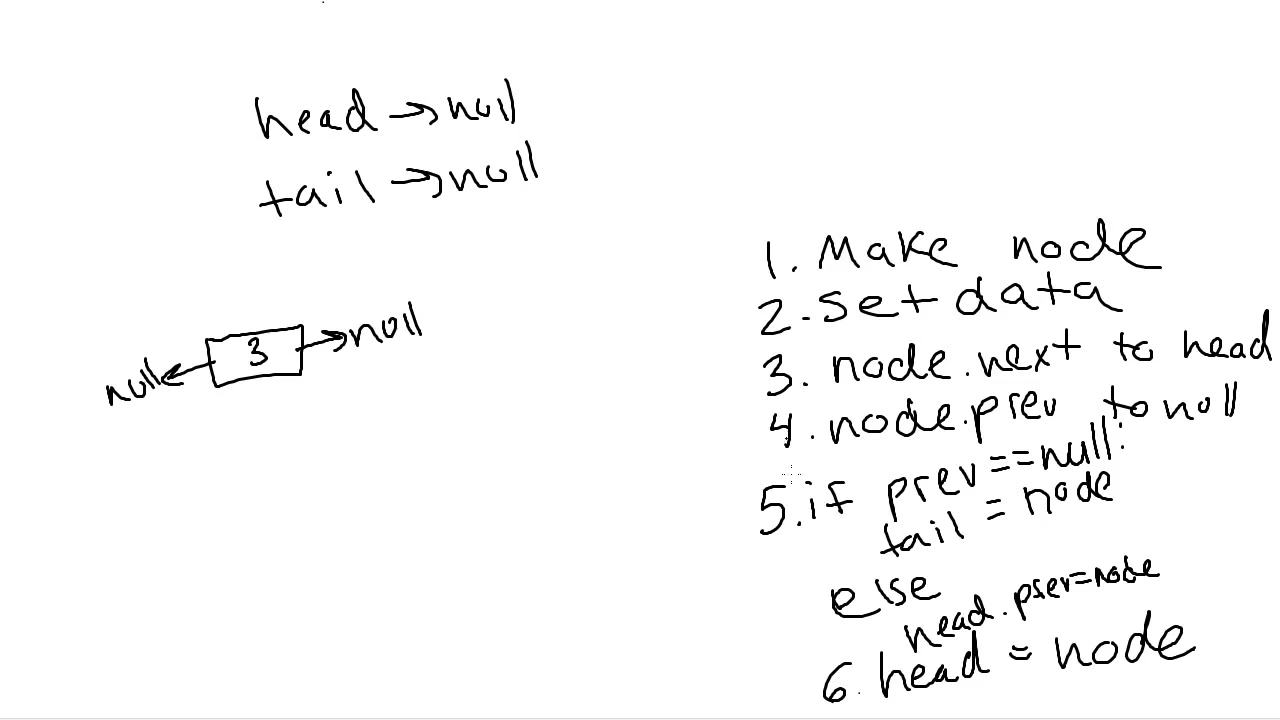 head → null
tail → null
null ← 3 → null
1. Make node
2. set data
3. node.next to head
4. node.prev to null
5. if prev == null:
tail = node
else
head.prev=node
6. head = node